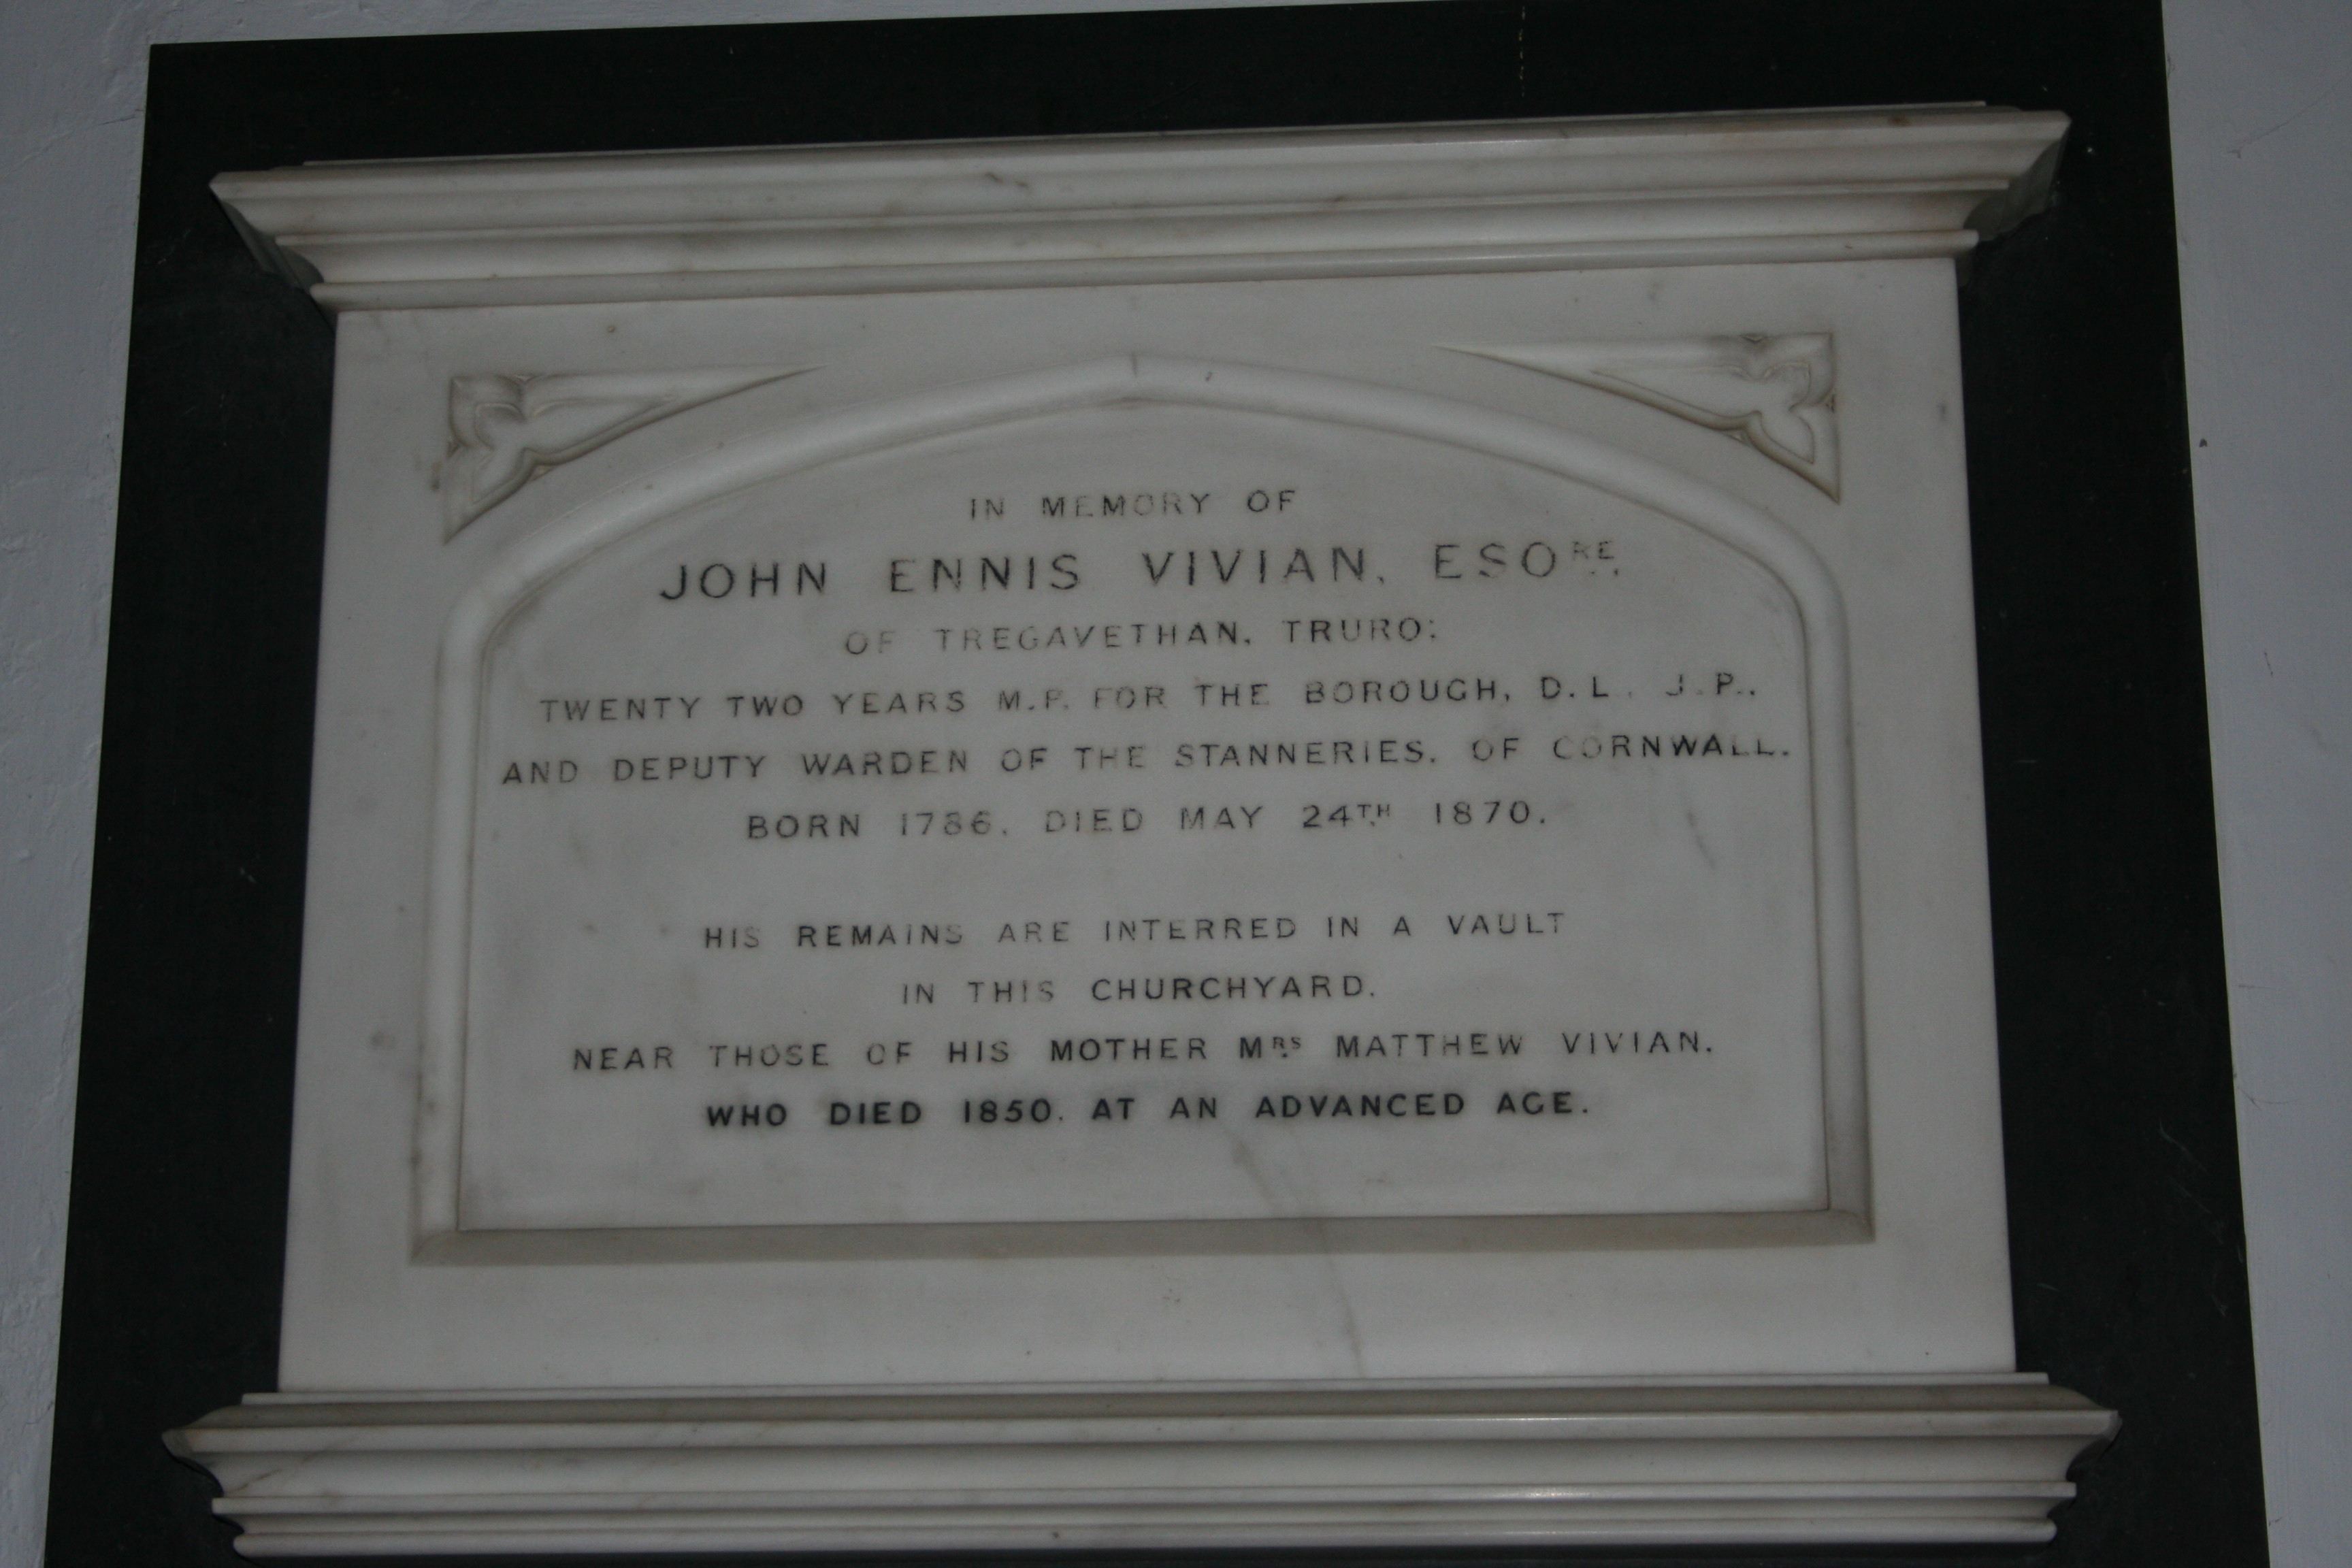 IN MEMORY OF
JOHN ENNIS VIVIAN, ESQRE,
OF TREGAVETHAN, TRURO:
TWENTY TWO YEARS M.P. FOR THE BOROUGH, D.L. J.P.,
AND DEPUTY WARDEN OF THE STANNERIES, OF CORNWALL.
BORN 1786, DIED MAY 24TH 1870.
HIS REMAINS ARE INTERRED IN A VAULT
IN THIS CHURCHYARD.
NEAR THOSE OF HIS MOTHER MRS MATTHEW VIVIAN.
WHO DIED 1850. AT AN ADVANCED AGE.